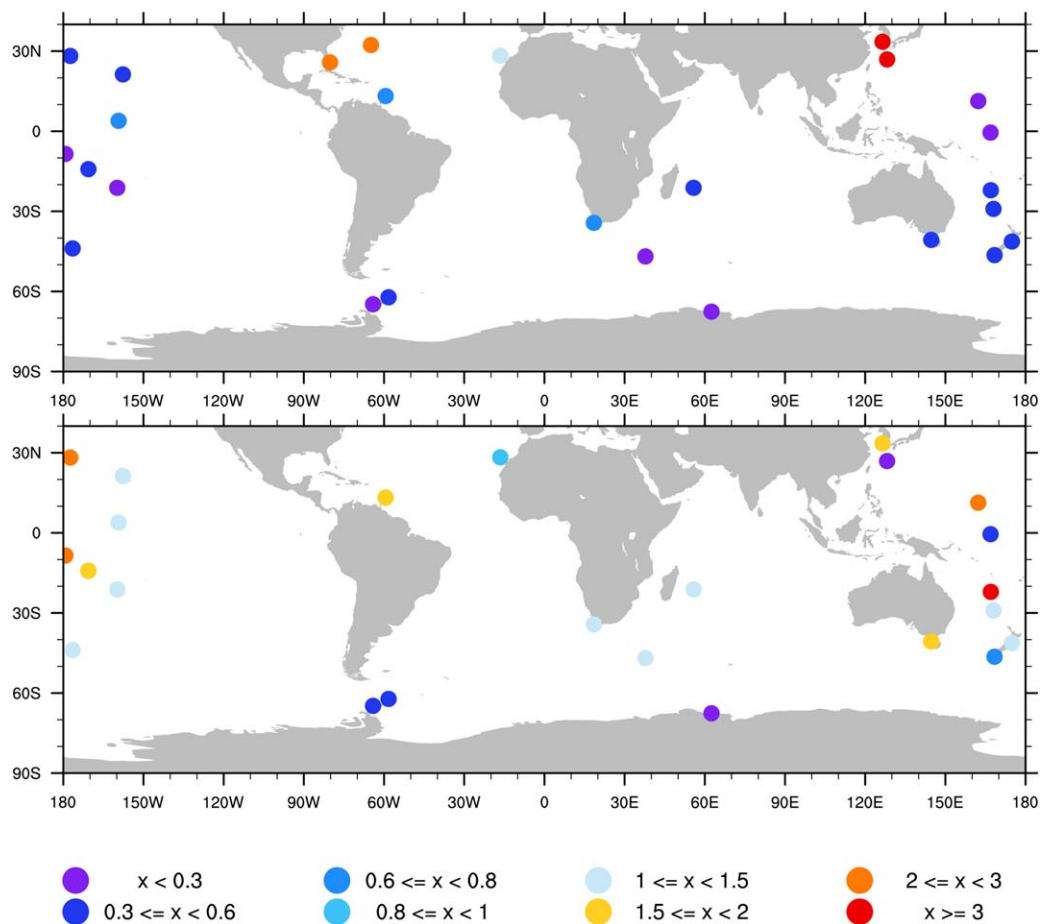 30N
0
30S
60S
90S
180 150W 120W 90W 60W 30W 0 30E 60E 90E 120E 150E 180
30N
0
30S
60S
90S
180 150W 120W 90W 60W 30W 0 30E 60E 90E 120E 150E 180
x < 0.3 0.6 <= x < 0.8 1 <= x < 1.5 2 <= x < 3
0.3 <= x < 0.6 0.8 <= x < 1 1.5 <= x < 2 x >= 3